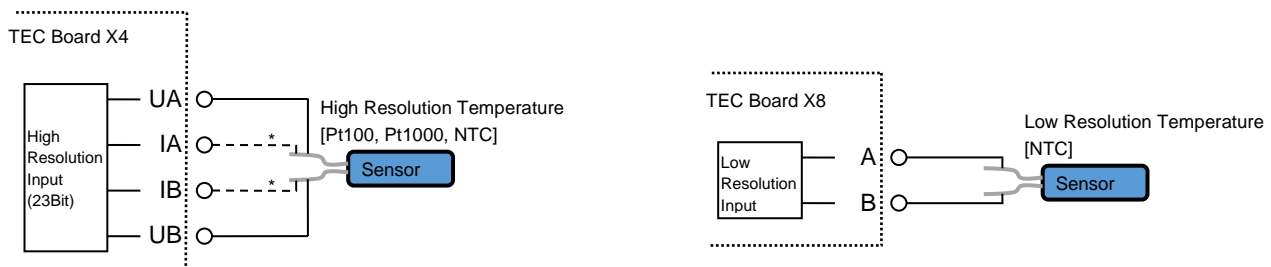 TEC Board X4
High
Resolution
Input
(23Bit)
UA
IA
IB
UB
*
*
High Resolution Temperature
[Pt100, Pt1000, NTC]
Sensor
TEC Board X8
Low
Resolution
Input
A
B
Low Resolution Temperature
[NTC]
Sensor